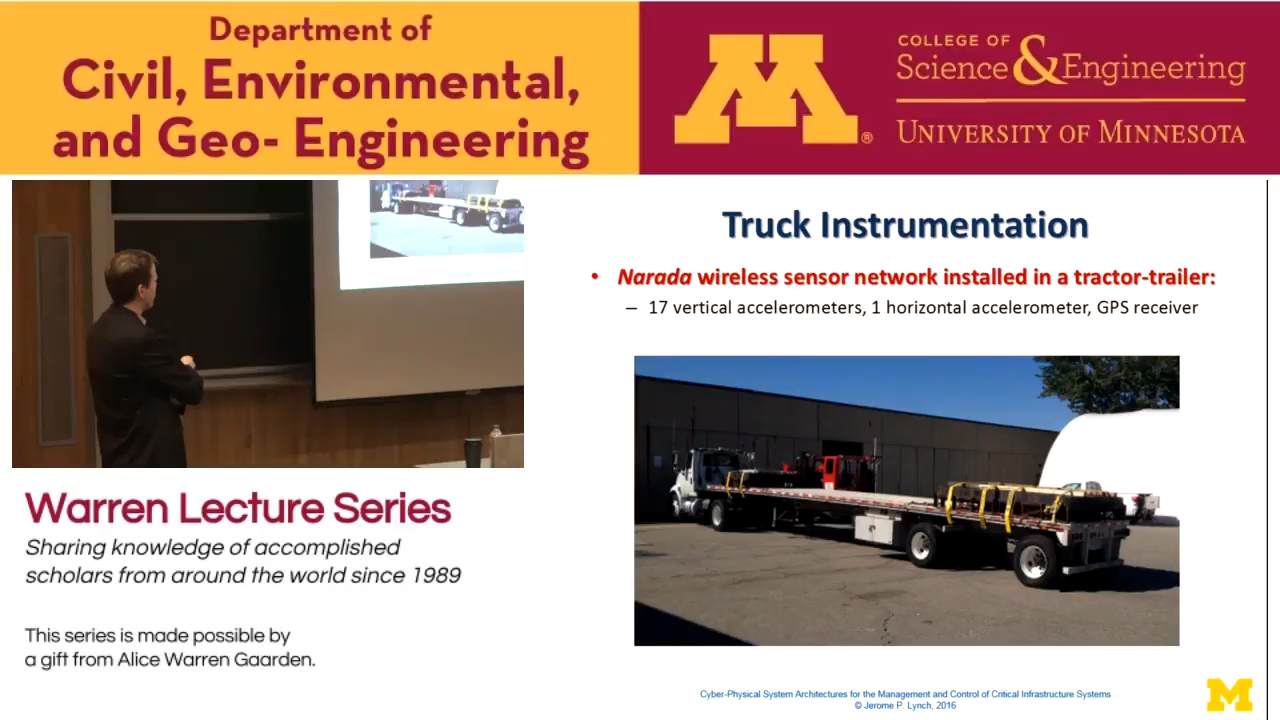 Department of
Civil, Environmental,
and Geo- Engineering
M®
COLLEGE OF
Science & Engineering
UNIVERSITY OF MINNESOTA
Truck Instrumentation
• Narada wireless sensor network installed in a tractor-trailer:
– 17 vertical accelerometers, 1 horizontal accelerometer, GPS receiver
Warren Lecture Series
Sharing knowledge of accomplished
scholars from around the world since 1989
This series is made possible by
a gift from Alice Warren Gaarden.
Cyber-Physical System Architectures for the Management and Control of Critical Infrastructure Systems
© Jerome P. Lynch, 2016
M